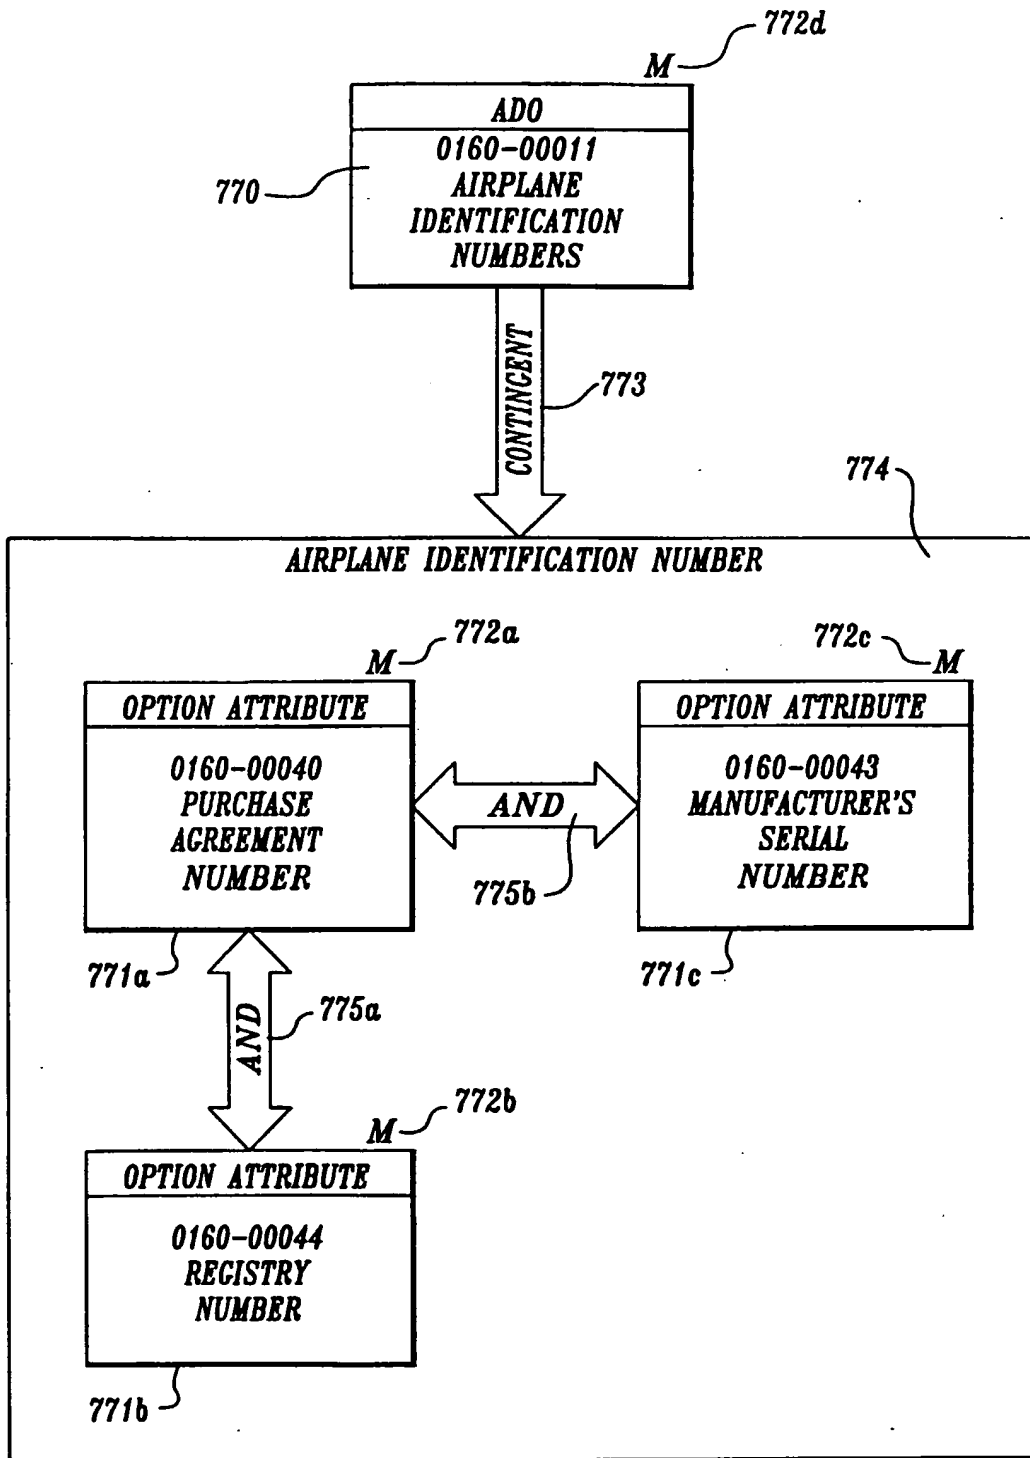 772d
M
ADO
0160-00011
AIRPLANE
IDENTIFICATION
NUMBERS
770
CONTINGENT
773
774
AIRPLANE IDENTIFICATION NUMBER
772a
M
OPTION ATTRIBUTE
0160-00040
PURCHASE
AGREEMENT
NUMBER
771a
AND
775b
772c
M
OPTION ATTRIBUTE
0160-00043
MANUFACTURER'S
SERIAL
NUMBER
771c
AND
775a
772b
M
OPTION ATTRIBUTE
0160-00044
REGISTRY
NUMBER
771b